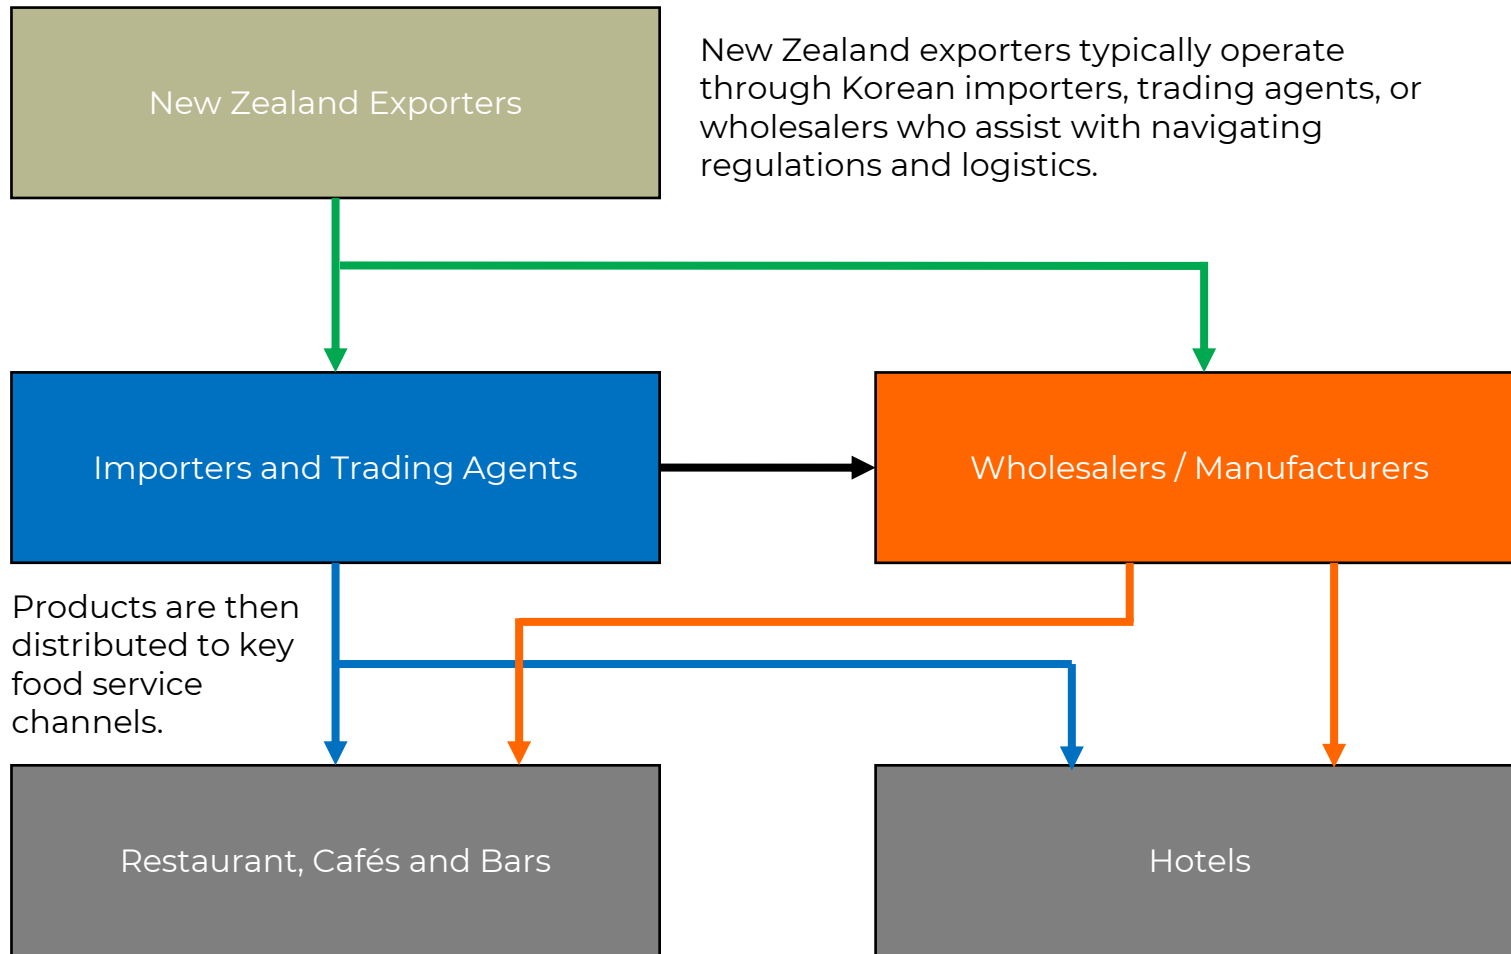 New Zealand Exporters
New Zealand exporters typically operate
through Korean importers, trading agents, or
wholesalers who assist with navigating
regulations and logistics.
Importers and Trading Agents
Wholesalers / Manufacturers
Products are then
distributed to key
food service
channels.
Restaurant, Cafés and Bars
Hotels